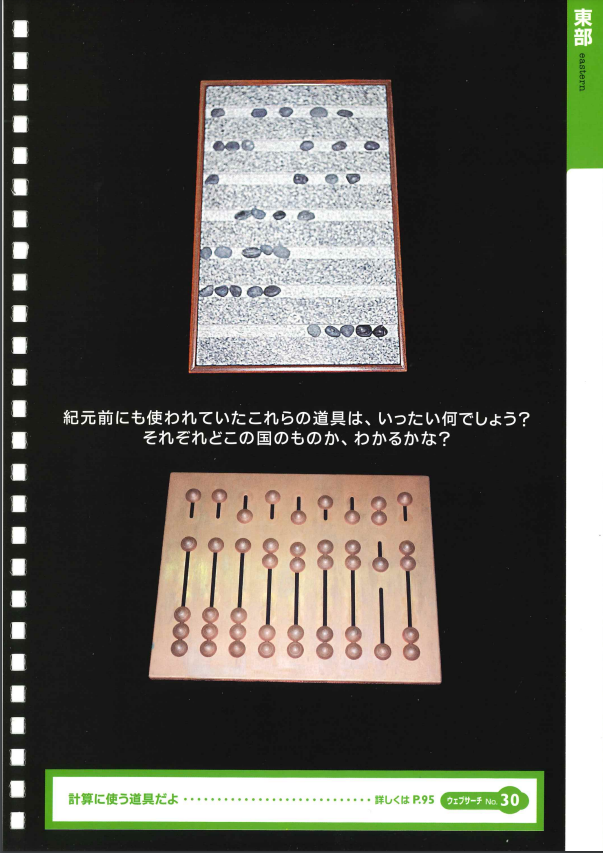 東部
eastern
紀元前にも使われていたこれらの道具は、いったい何でしょう？
それぞれどこの国のものか、わかるかな？
計算に使う道具だよ ・・・・・・・・・・・・・・・・・・・・・・・・・・・・ 詳しくは P.95 ウェブサーチ No. 30